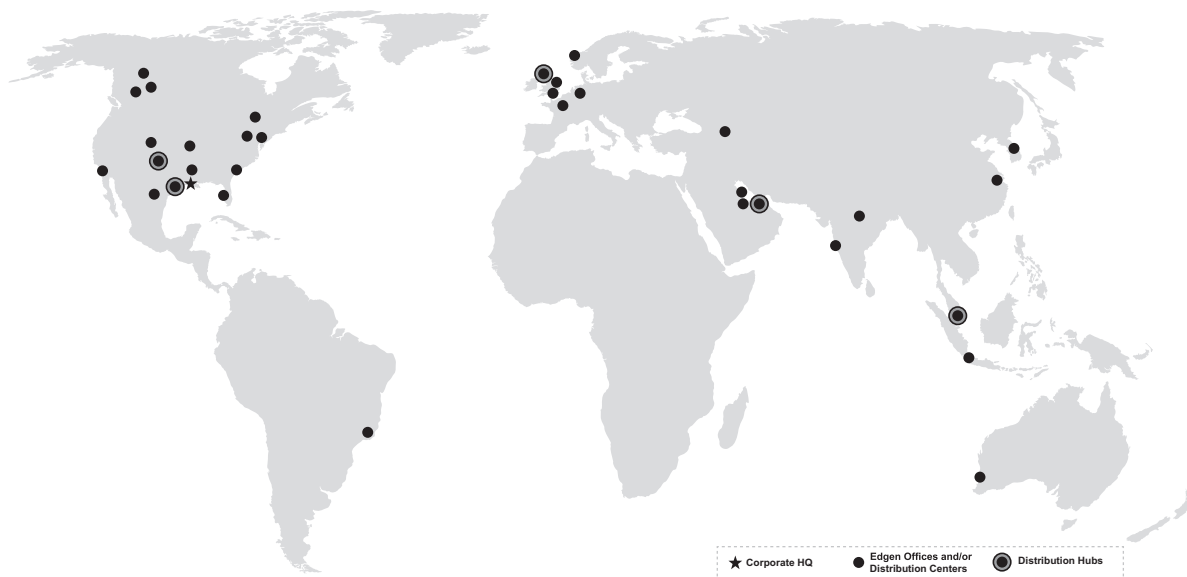 Corporate HQ
Edgen Offices and/or
Distribution Centers
Distribution Hubs